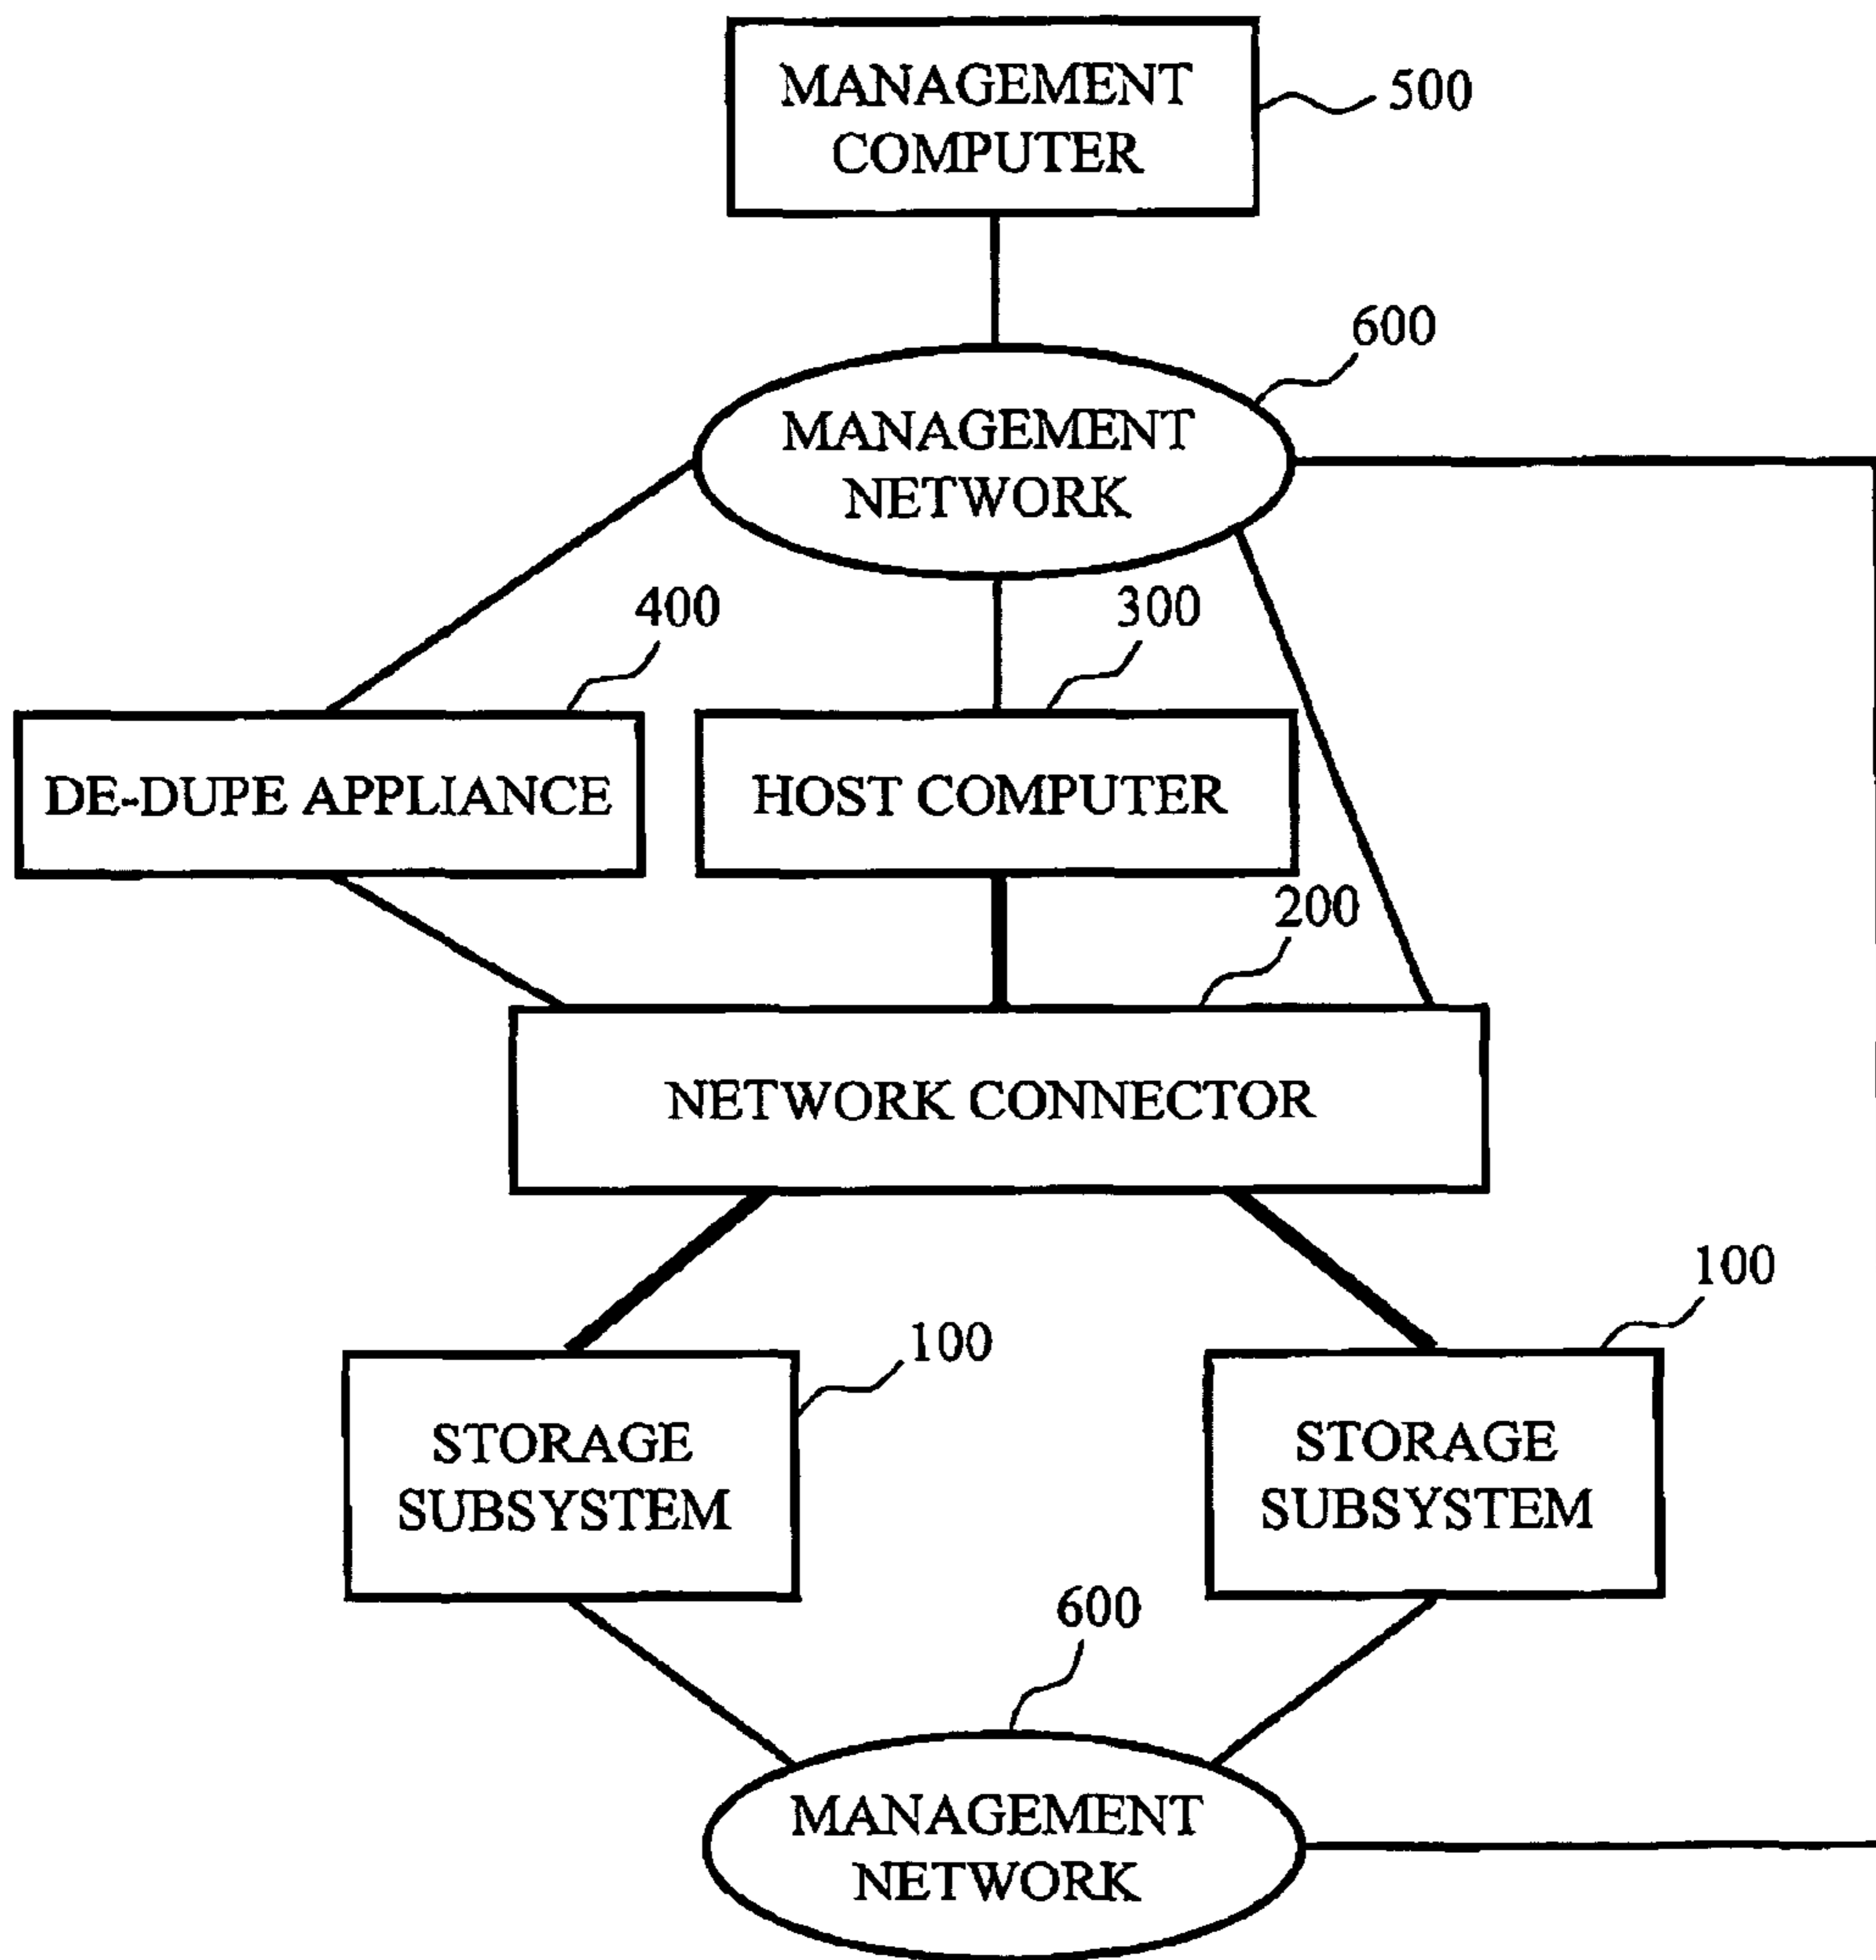 MANAGEMENT
COMPUTER
500
600
MANAGEMENT
NETWORK
400
300
DE-DUPE APPLIANCE
HOST COMPUTER
200
NETWORK CONNECTOR
100
100
STORAGE
SUBSYSTEM
STORAGE
SUBSYSTEM
600
MANAGEMENT
NETWORK